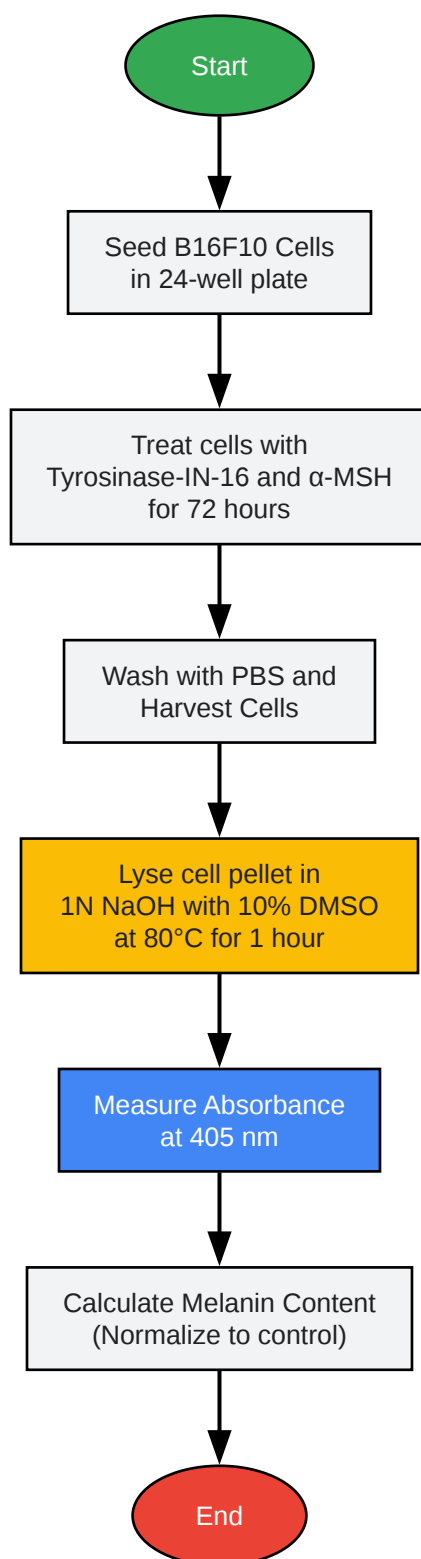 Start
Seed B16F10 Cells
in 24-well plate
Treat cells with
Tyrosinase-IN-16 and α-MSH
for 72 hours
Wash with PBS and
Harvest Cells
Lyse cell pellet in
1N NaOH with 10% DMSO
at 80°C for 1 hour
Measure Absorbance
at 405 nm
Calculate Melanin Content
(Normalize to control)
End